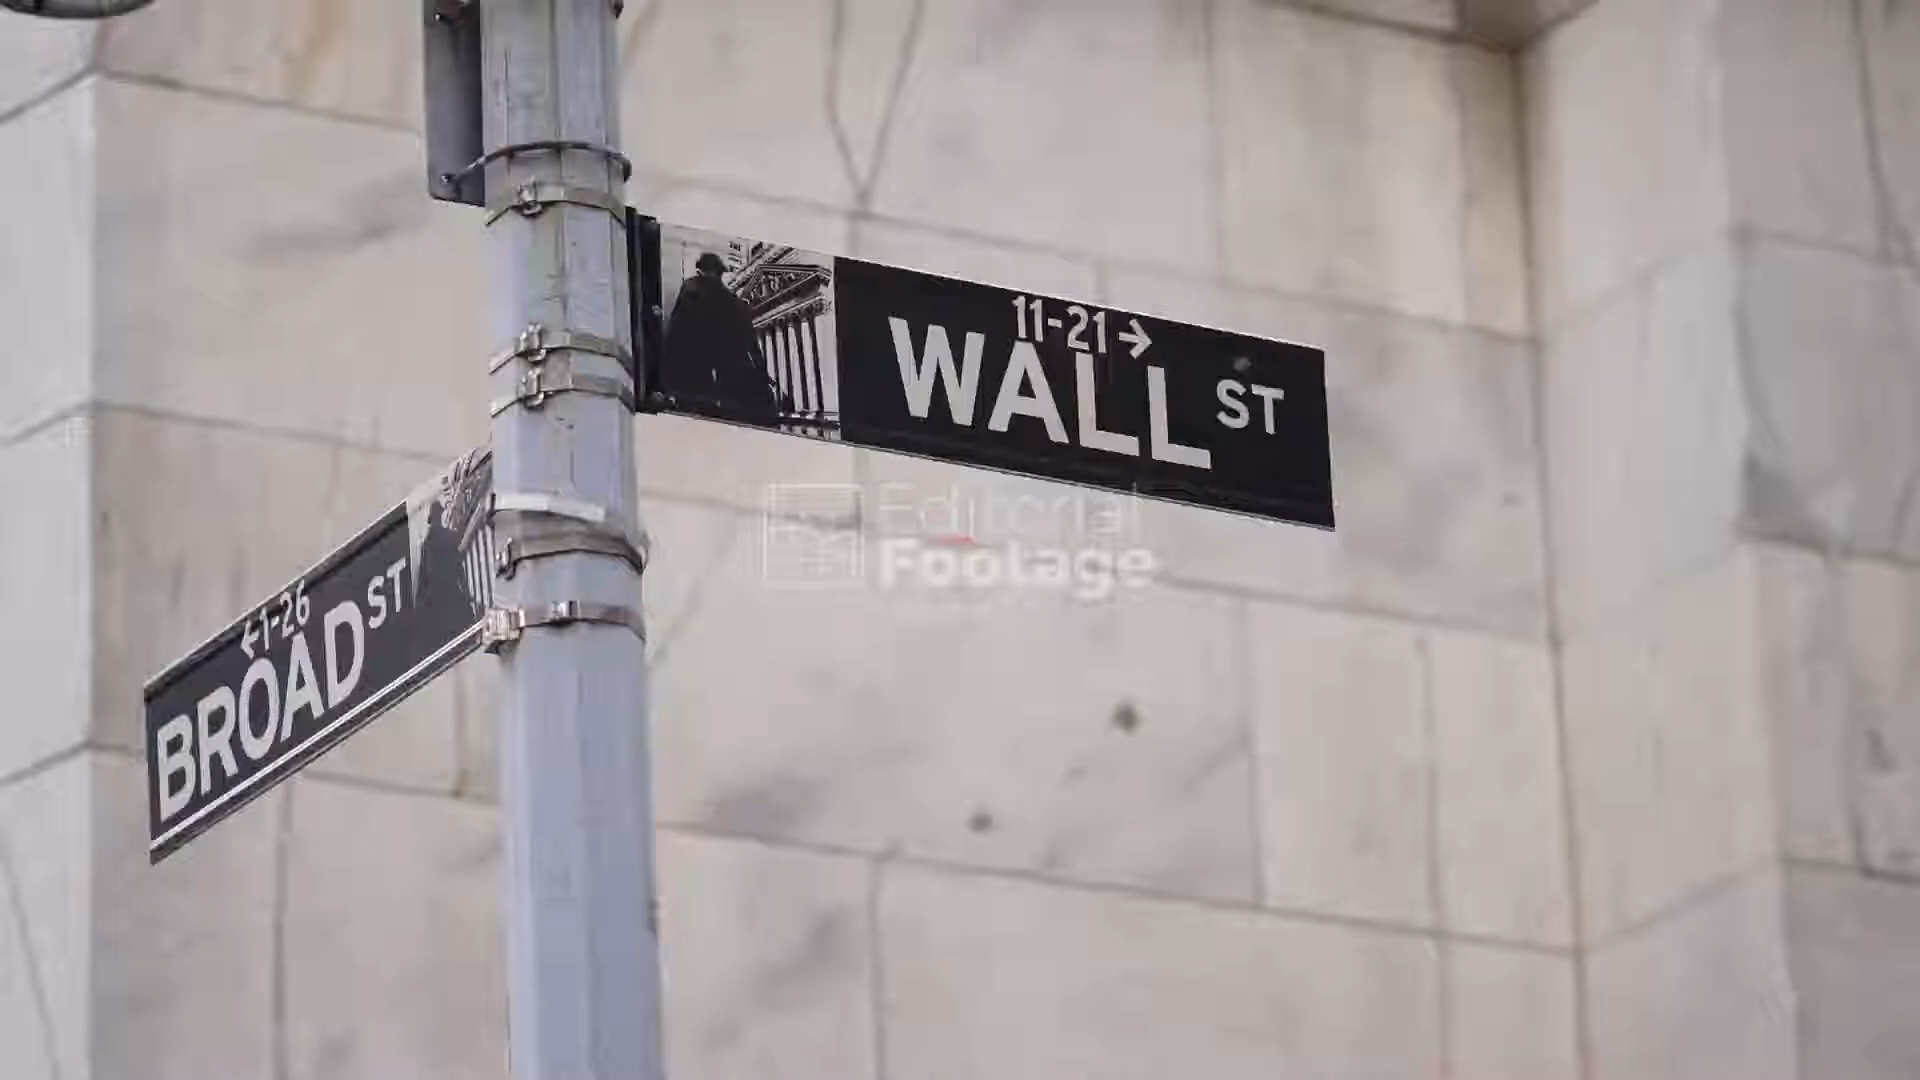 11-21→
WALL ST
←1-26
BROAD ST
Editorial
Footage